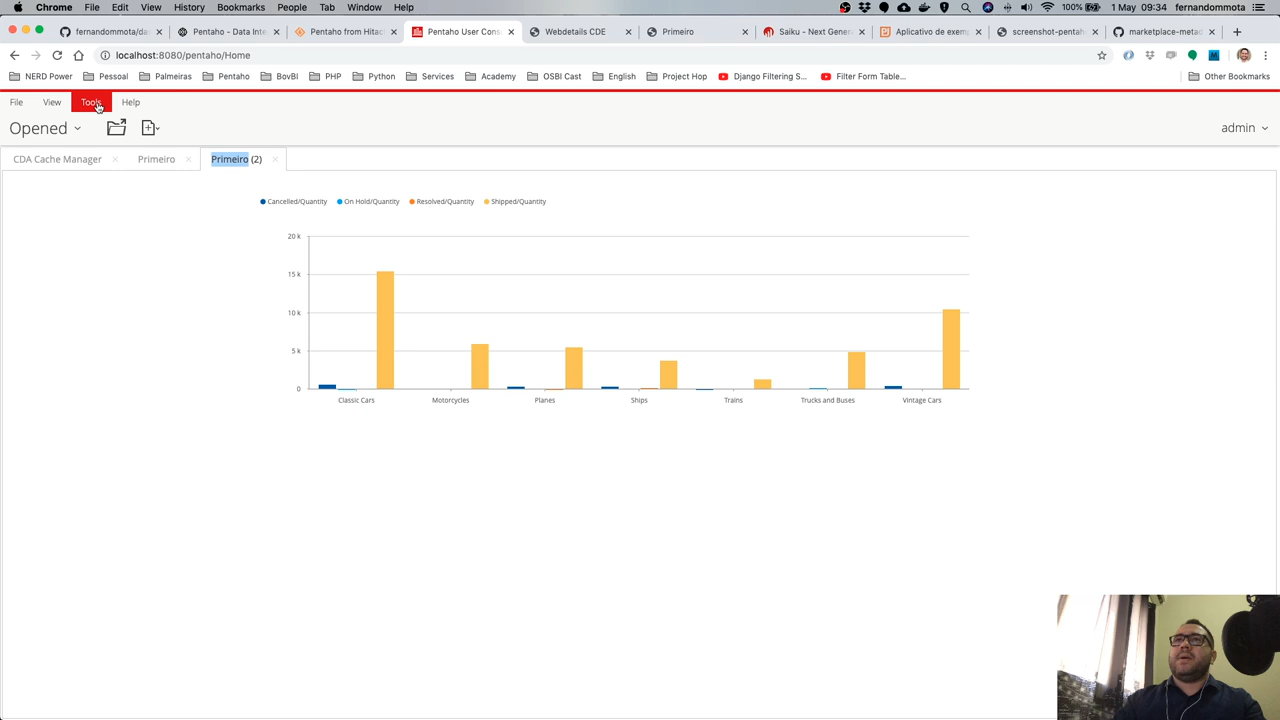 Chrome File Edit View History Bookmarks People Tab Window Help 100% 1 May 09:34 fernandommota
fernandommota/da Pentaho - Data Inte Pentaho from Hitac Pentaho User Cons Webdetails CDE Primeiro Saiku - Next Genera Aplicativo de exemp screenshot-pentah marketplace-metad
localhost:8080/pentaho/Home
NERD Power Pessoal Palmeiras Pentaho BovBI PHP Python Services Academy OSBI Cast English Project Hop Django Filtering S... Filter Form Table... Other Bookmarks
File View Tools Help
Opened admin
CDA Cache Manager Primeiro Primeiro (2)
Cancelled/Quantity On Hold/Quantity Resolved/Quantity Shipped/Quantity
20 k
15 k
10 k
5 k
0
Classic Cars Motorcycles Planes Ships Trains Trucks and Buses Vintage Cars